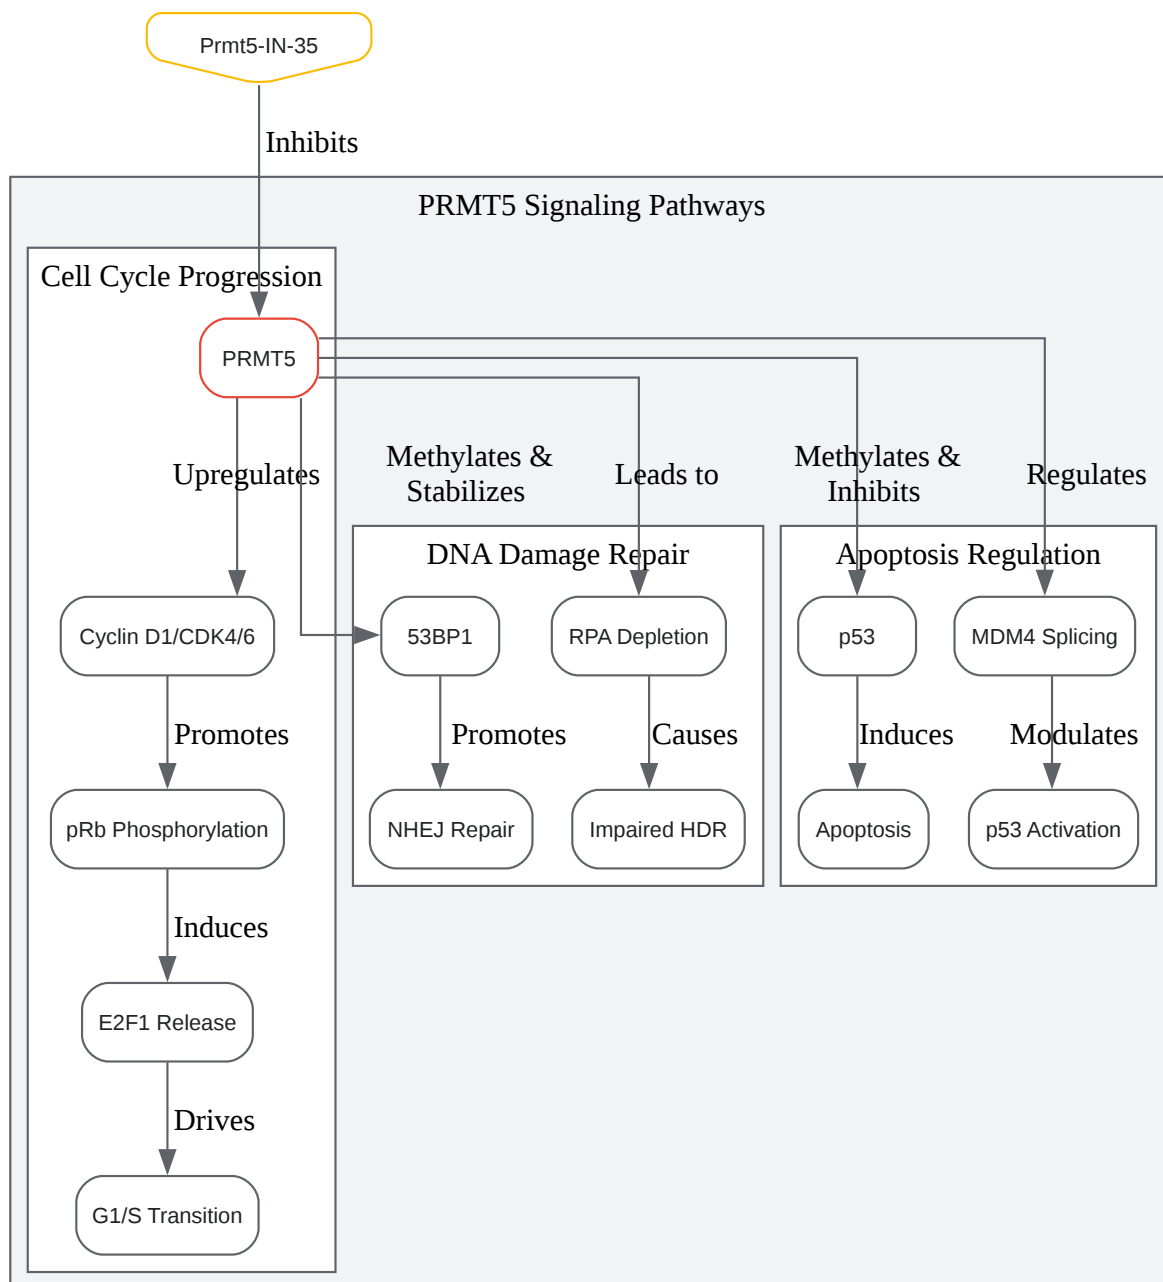 Prmt5-IN-35
Inhibits
PRMT5 Signaling Pathways
Cell Cycle Progression
PRMT5
Upregulates
Methylates &
Stabilizes
Leads to
Methylates &
Inhibits
Regulates
DNA Damage Repair
Apoptosis Regulation
Cyclin D1/CDK4/6
53BP1
RPA Depletion
p53
MDM4 Splicing
Promotes
Promotes
Causes
Induces
Modulates
pRb Phosphorylation
NHEJ Repair
Impaired HDR
Apoptosis
p53 Activation
Induces
E2F1 Release
Drives
G1/S Transition